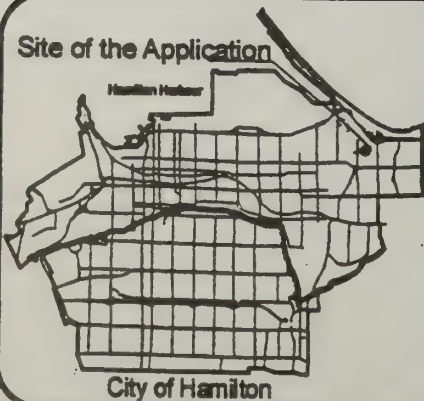 Site of the Application
Hamilton Harbour
City of Hamilton